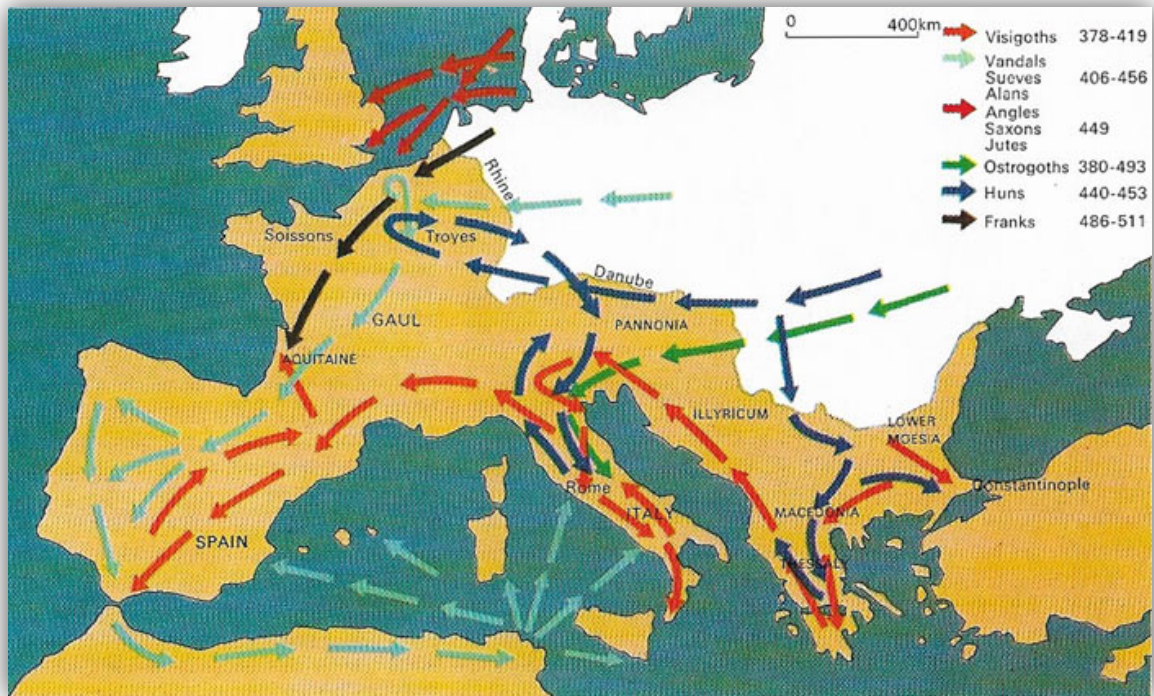 0 400km
Visigoths 378-419
Vandals
Sueves 406-456
Alans
Angles
Saxons 449
Jutes
Ostrogoths 380-493
Huns 440-453
Franks 486-511
Rhine
Soissons
Troyes
Danube
GAUL
PANNONIA
AQUITAINE
ILLYRICUM
LOWER
MOESIA
Constantinople
Rome
ITALY
MACEDONIA
SPAIN
THESSALY